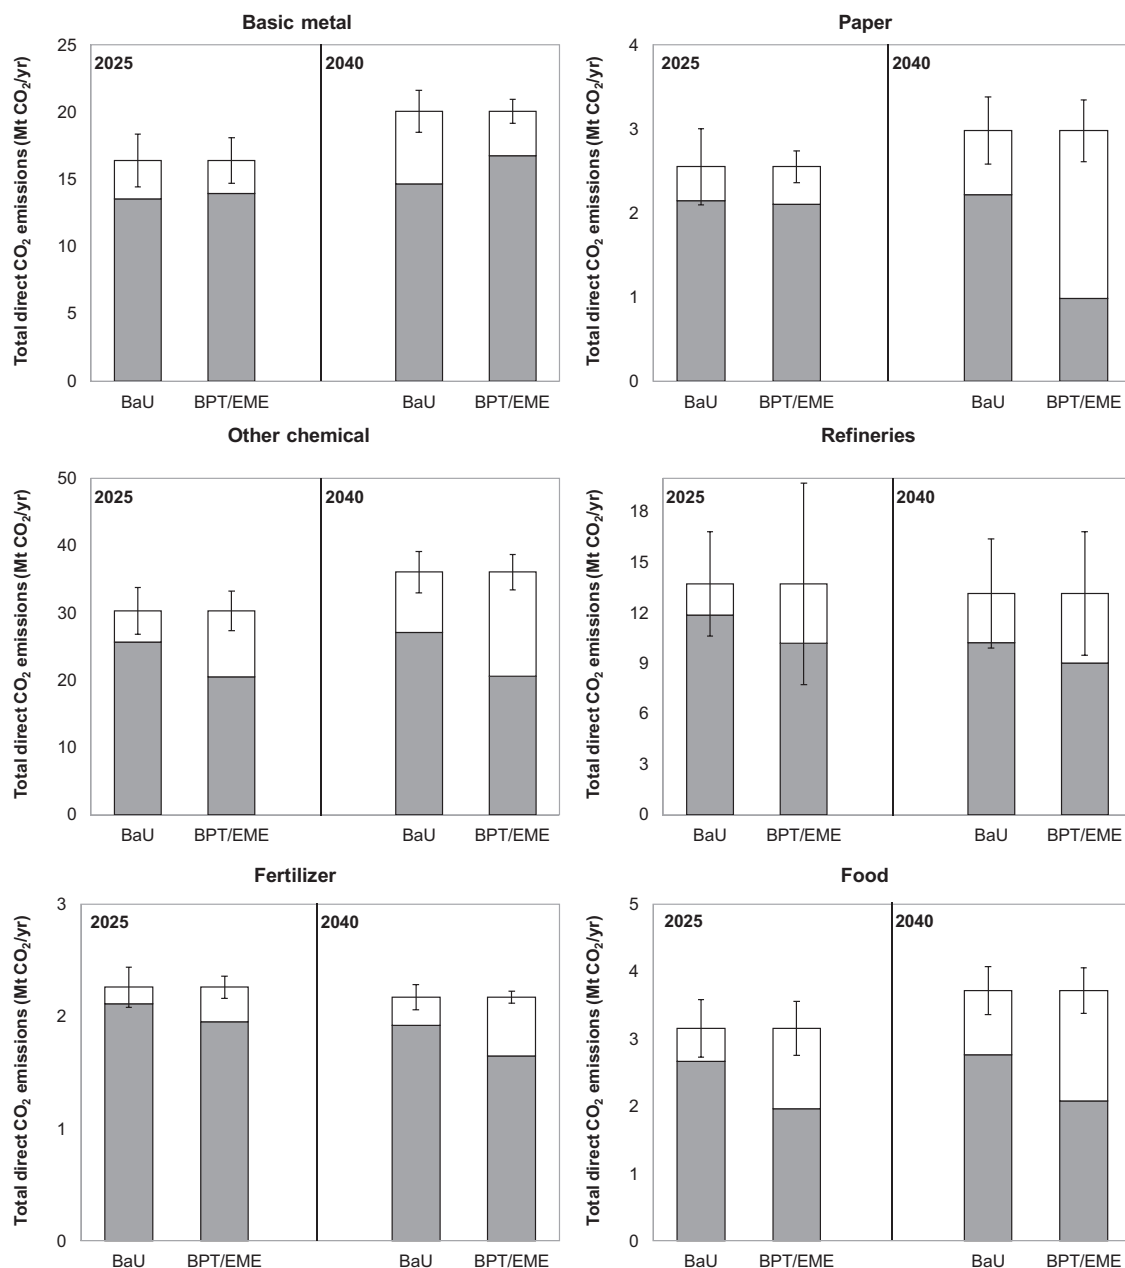 Basic metal
Total direct CO₂ emissions (Mt CO₂/yr)
25
20
15
10
5
0
2025
2040
BaU
BPT/EME
BaU
BPT/EME
Paper
Total direct CO₂ emissions (Mt CO₂/yr)
4
3
2
1
0
2025
2040
BaU
BPT/EME
BaU
BPT/EME
Other chemical
Total direct CO₂ emissions (Mt CO₂/yr)
50
40
30
20
10
0
2025
2040
BaU
BPT/EME
BaU
BPT/EME
Refineries
Total direct CO₂ emissions (Mt CO₂/yr)
18
15
12
9
6
3
0
2025
2040
BaU
BPT/EME
BaU
BPT/EME
Fertilizer
Total direct CO₂ emissions (Mt CO₂/yr)
3
2
1
0
2025
2040
BaU
BPT/EME
BaU
BPT/EME
Food
Total direct CO₂ emissions (Mt CO₂/yr)
5
4
3
2
1
0
2025
2040
BaU
BPT/EME
BaU
BPT/EME